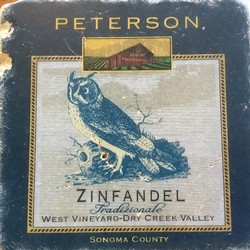 PETERSON
ZINFANDEL
Tradizionale
WEST VINEYARD-DRY CREEK VALLEY
SONOMA COUNTY